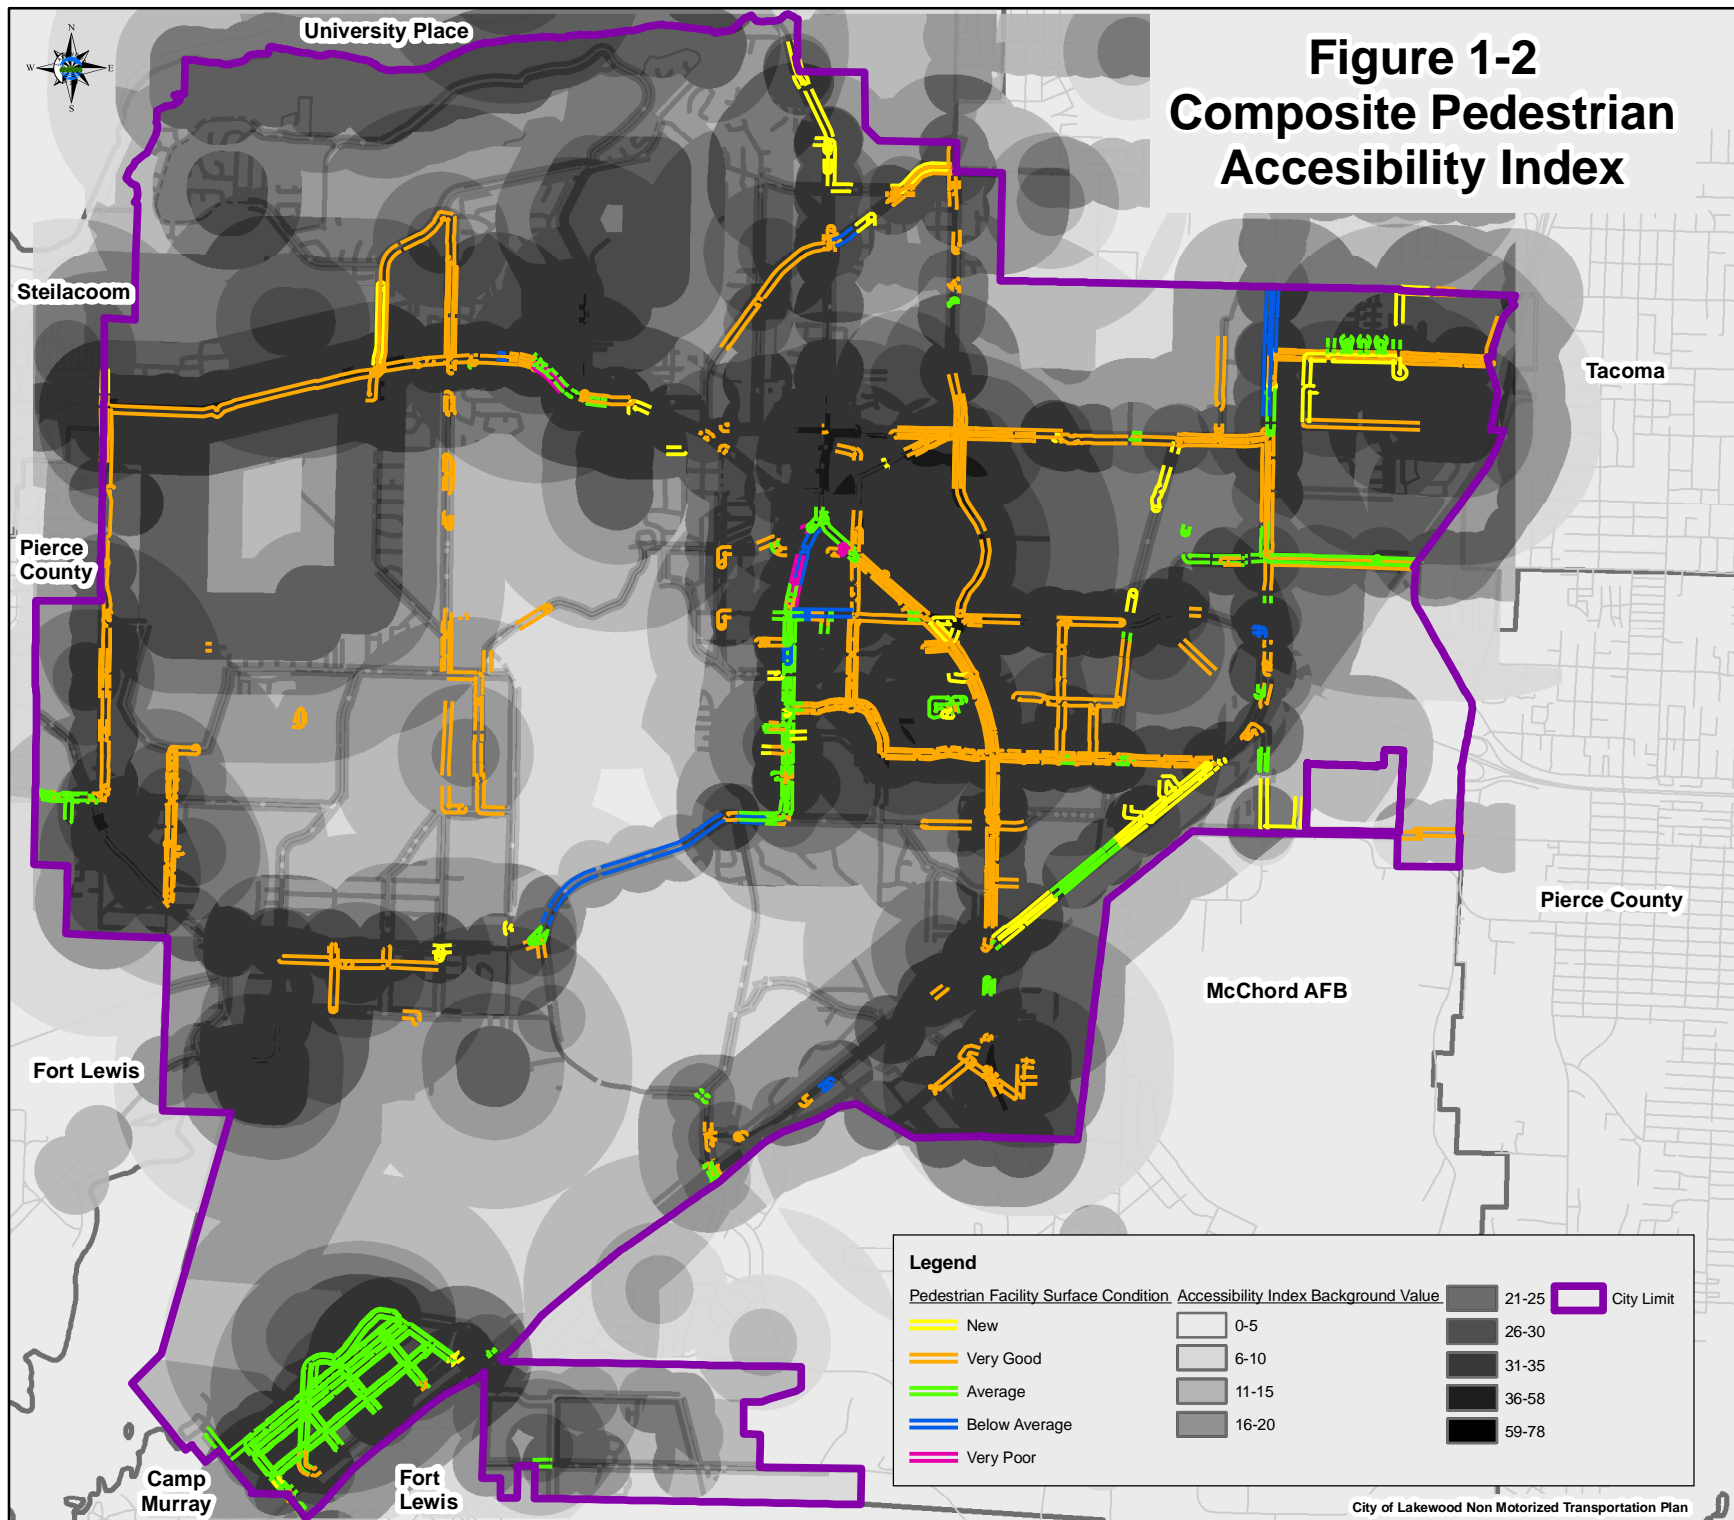 University Place
N
W
E
S
Figure 1-2
Composite Pedestrian
Accesibility Index
Steilacoom
Tacoma
Pierce
County
Pierce County
McChord AFB
Fort Lewis
Camp
Murray
Fort
Lewis
Legend
Pedestrian Facility Surface Condition
New
Very Good
Average
Below Average
Very Poor
Accessibility Index Background Value
0-5
6-10
11-15
16-20
21-25
26-30
31-35
36-58
59-78
City Limit
City of Lakewood Non Motorized Transportation Plan